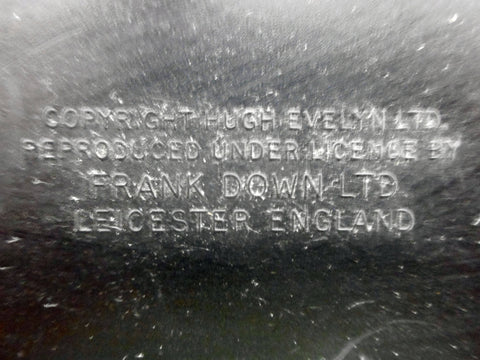 COPYRIGHT HUGH EVELYN LTD.
REPRODUCED UNDER LICENCE BY
FRANK DOWN LTD
LEICESTER ENGLAND